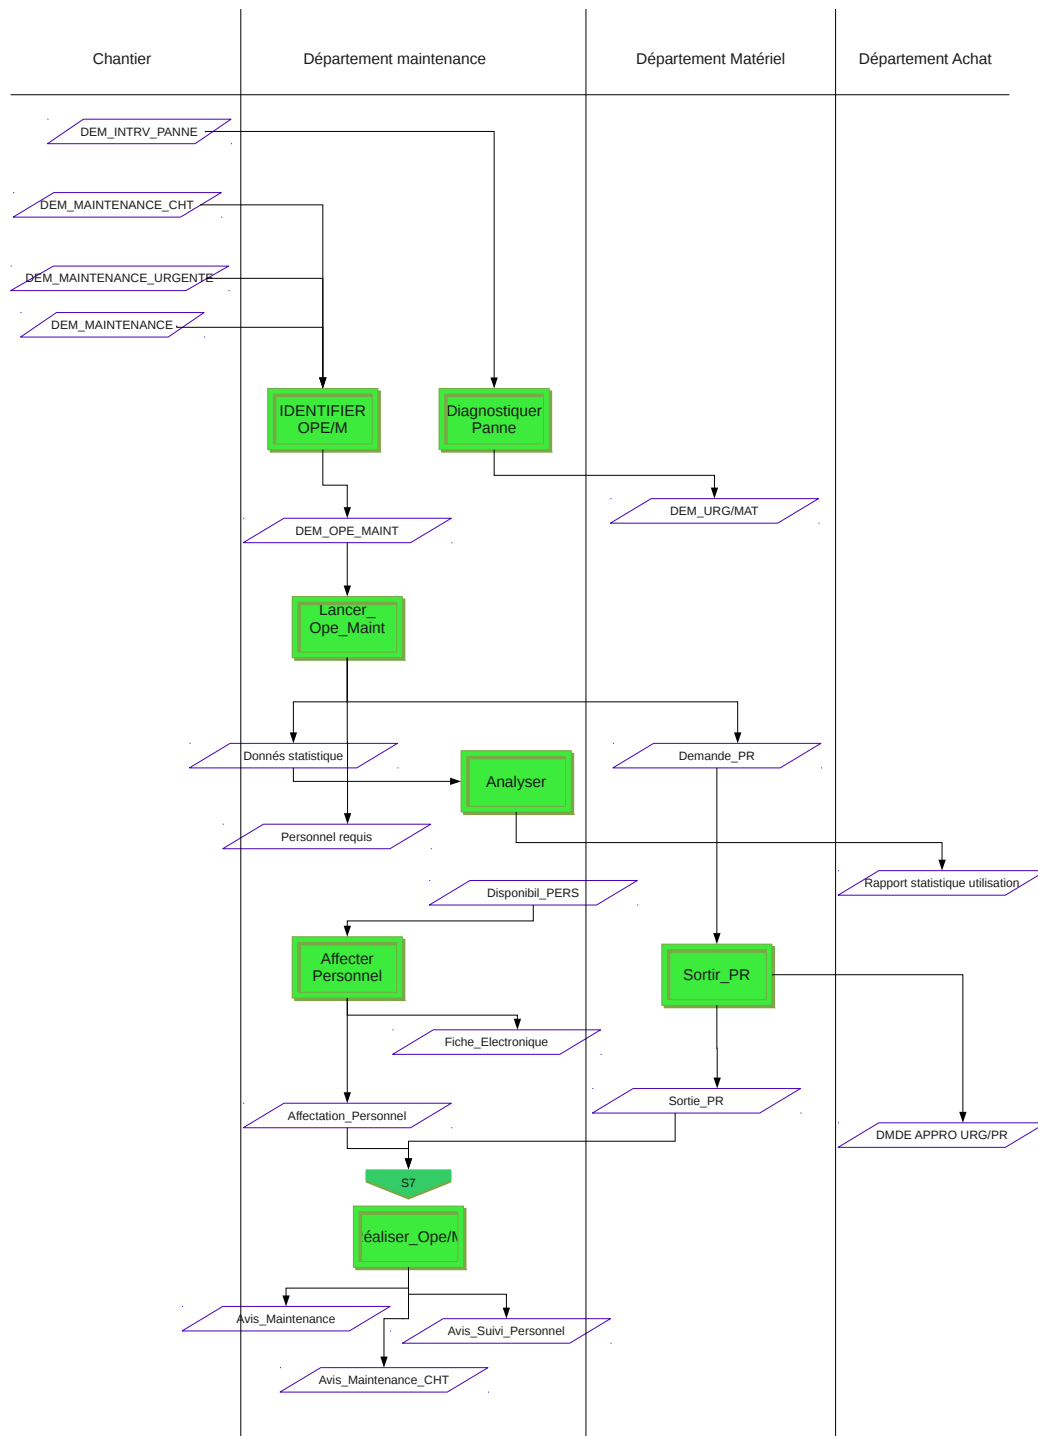 Chantier
Département maintenance
Département Matériel
Département Achat
DEM_INTRV_PANNE
DEM_MAINTENANCE_CHT
DEM_MAINTENANCE_URGENTE
DEM_MAINTENANCE
IDENTIFIER
OPE/M
Diagnostiquer
Panne
DEM_URG/MAT
DEM_OPE_MAINT
Lancer_
Ope_Maint
Donnés statistique
Analyser
Demande_PR
Personnel requis
Rapport statistique utilisation
Disponibil_PERS
Affecter
Personnel
Sortir_PR
Fiche_Electronique
Sortie_PR
Affectation_Personnel
DMDE APPRO URG/PR
S7
éaliser_Ope/M
Avis_Maintenance
Avis_Suivi_Personnel
Avis_Maintenance_CHT